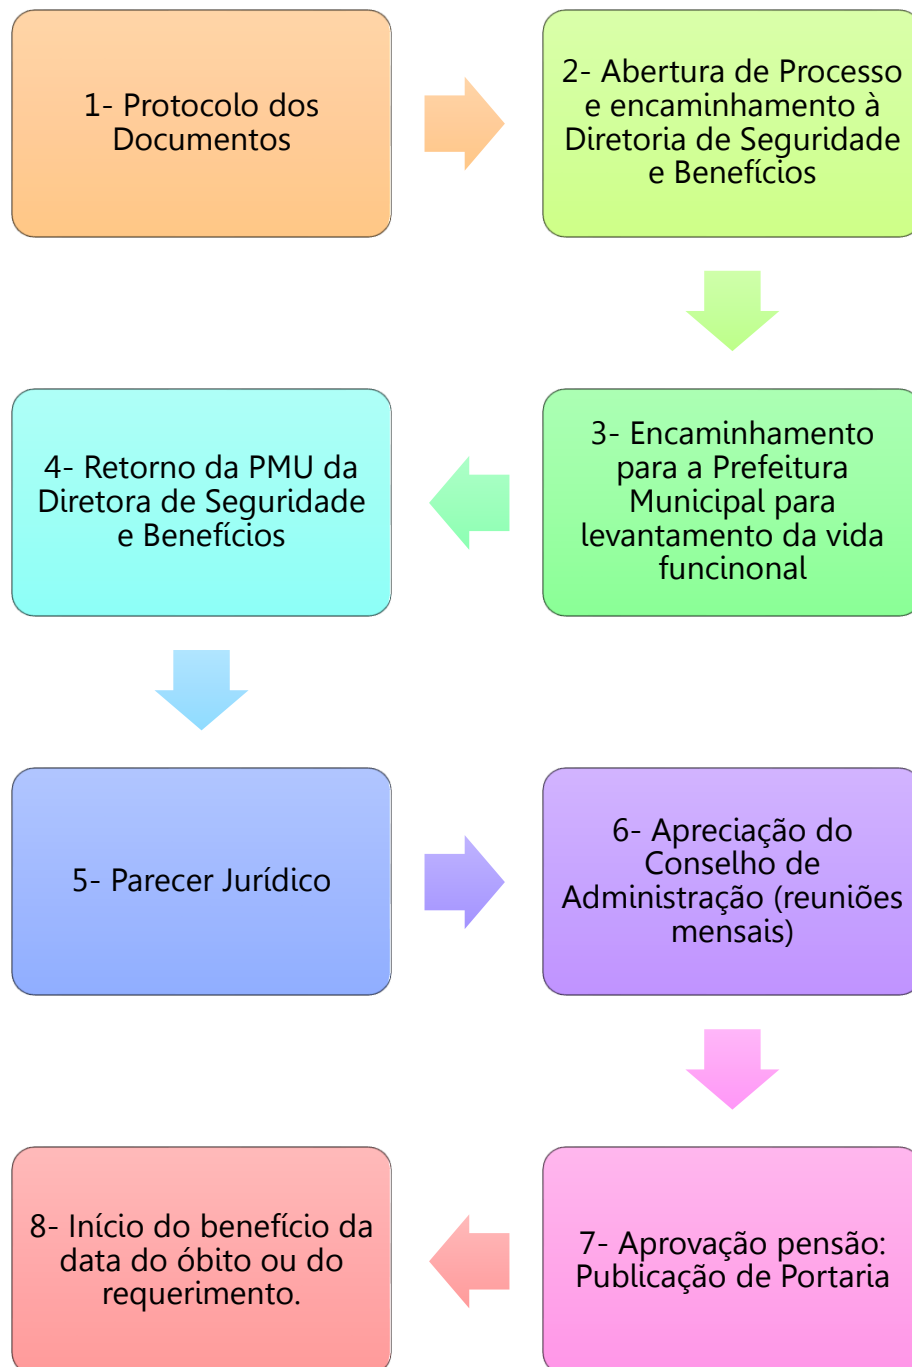 1- Protocolo dos
Documentos
2- Abertura de Processo
e encaminhamento à
Diretoria de Seguridade
e Benefícios
3- Encaminhamento
para a Prefeitura
Municipal para
levantamento da vida
funcinonal
4- Retorno da PMU da
Diretora de Seguridade
e Benefícios
5- Parecer Jurídico
6- Apreciação do
Conselho de
Administração (reuniões
mensais)
7- Aprovação pensão:
Publicação de Portaria
8- Início do benefício da
data do óbito ou do
requerimento.